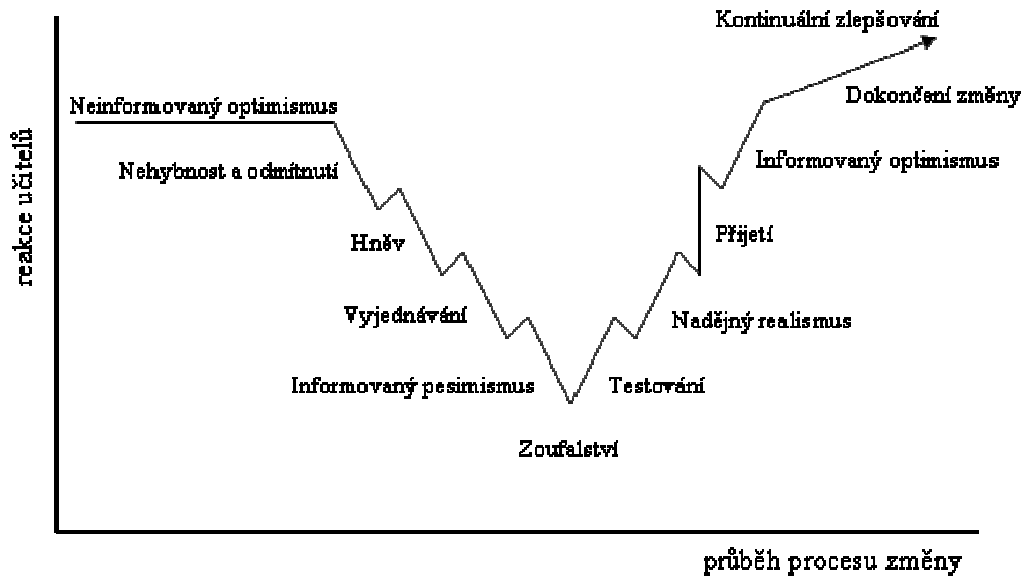 Kontinuální zlepšování
Dokončení změny
Neinformovaný optimismus
Informovaný optimismus
Nehybnost a odmítnutí
Přijetí
Hněv
Vyjednávání
Nadějný realismus
Informovaný pesimismus
Testování
Zoufalství
reakce učitelů
průběh procesu změny